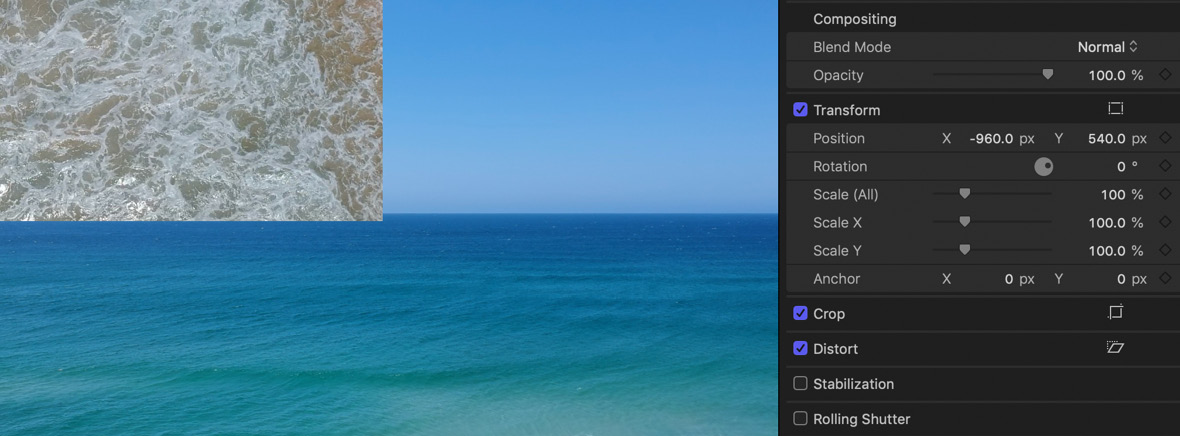 Compositing
Blend Mode Normal
Opacity 100.0 %
Transform
Position X -960.0 px Y 540.0 px
Rotation 0 °
Scale (All) 100 %
Scale X 100.0 %
Scale Y 100.0 %
Anchor X 0 px Y 0 px
Crop
Distort
Stabilization
Rolling Shutter